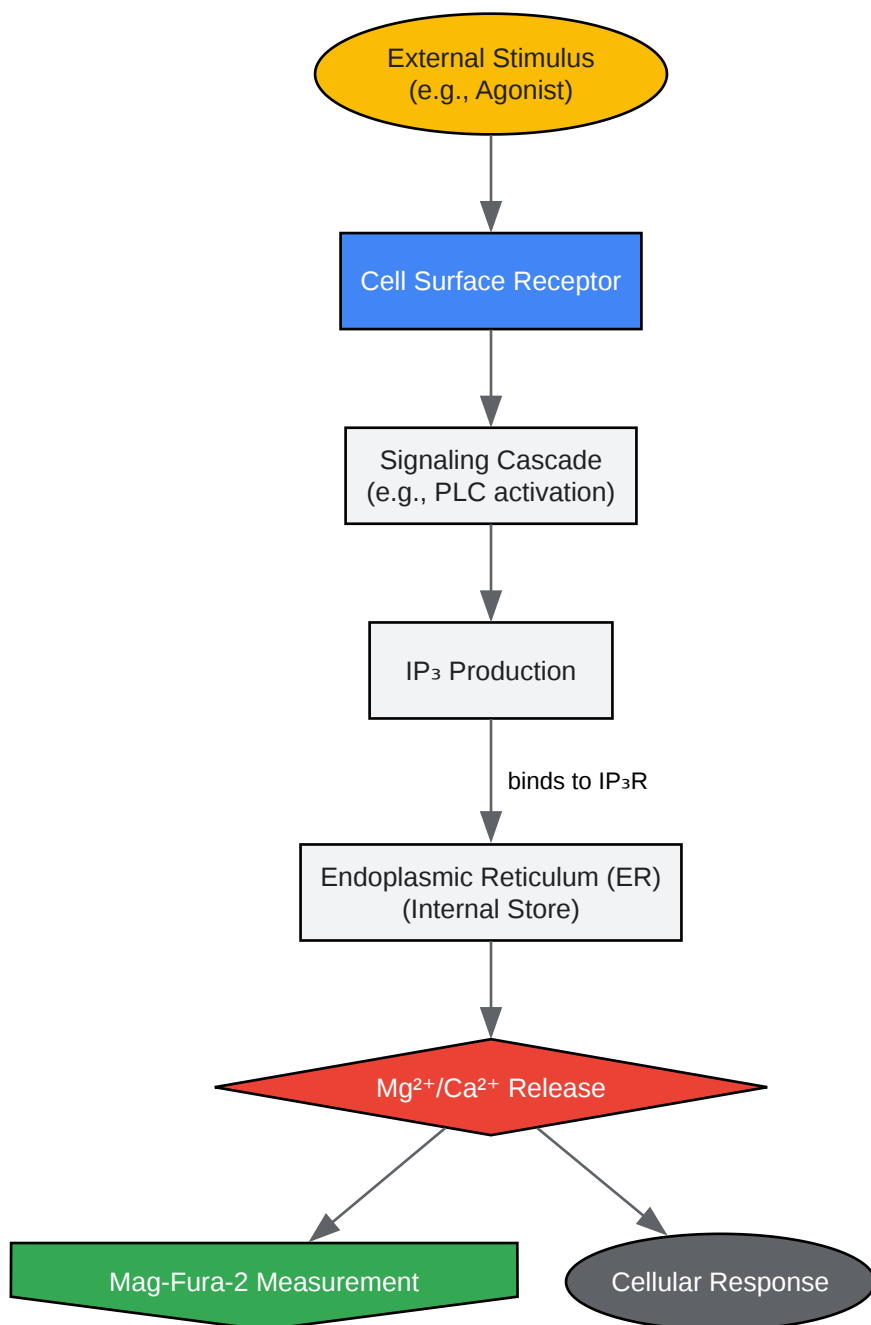 External Stimulus
(e.g., Agonist)
Cell Surface Receptor
Signaling Cascade
(e.g., PLC activation)
IP₃ Production
binds to IP₃R
Endoplasmic Reticulum (ER)
(Internal Store)
Mg²⁺/Ca²⁺ Release
Mag-Fura-2 Measurement
Cellular Response